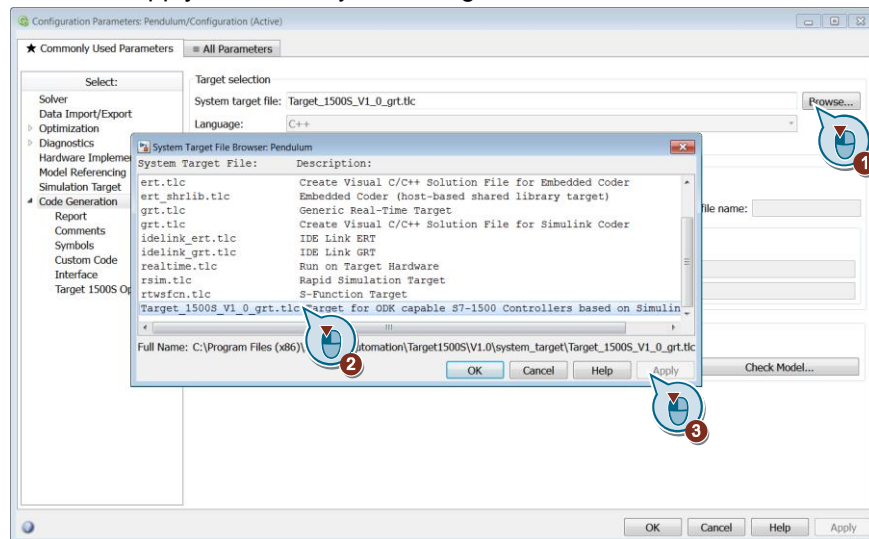 Configuration Parameters: Pendulum/Configuration (Active)
★ Commonly Used Parameters
≡ All Parameters
Select:
Solver
Data Import/Export
Optimization
Diagnostics
Hardware Impleme
Model Referencing
Simulation Target
Code Generation
Report
Comments
Symbols
Custom Code
Interface
Target 1500S Op
Target selection
System target file: Target_1500S_V1_0_grt.tlc
Browse...
Language: C++
1
file name:
System Target File Browser: Pendulum
System Target File: Description:
ert.tlc Create Visual C/C++ Solution File for Embedded Coder
ert_shrlib.tlc Embedded Coder (host-based shared library target)
grt.tlc Generic Real-Time Target
grt.tlc Create Visual C/C++ Solution File for Simulink Coder
idelink_ert.tlc IDE Link ERT
idelink_grt.tlc IDE Link GRT
realtime.tlc Run on Target Hardware
rsim.tlc Rapid Simulation Target
rtwsfcn.tlc S-Function Target
Target_1500S_V1_0_grt.tlc Target for ODK capable S7-1500 Controllers based on Simulin
Full Name: C:\Program Files (x86)\ utomation\Target1500S\V1.0\system_target\Target_1500S_V1_0_grt.tlc
2
OK Cancel Help Apply
3
Check Model...
OK Cancel Help Apply